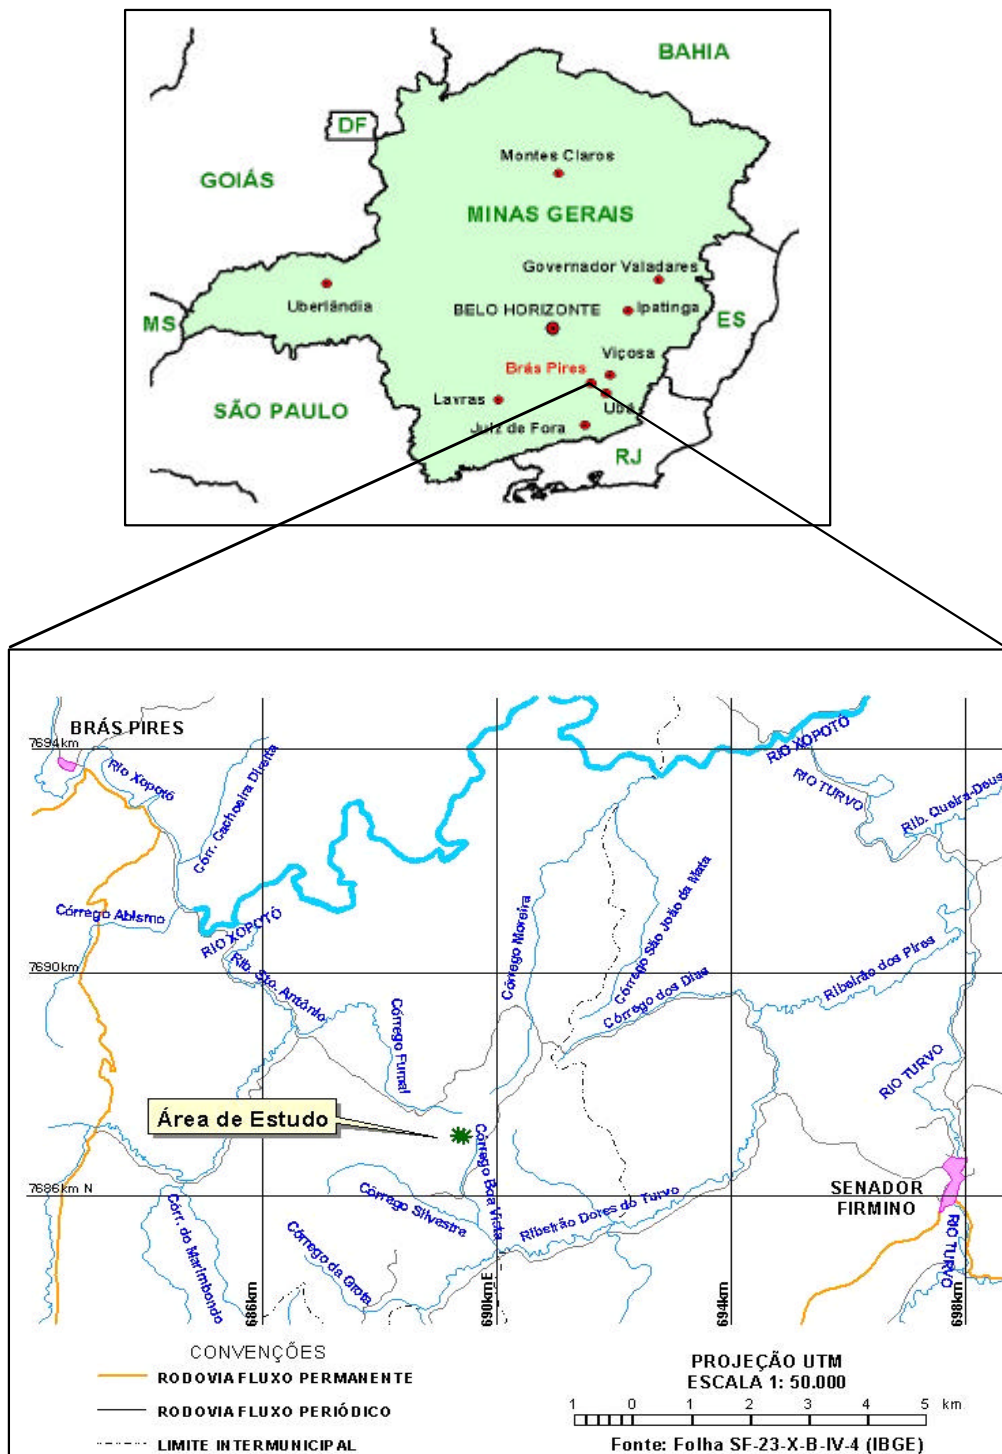 BAHIA
DF
Montes Claros
GOIÁS
MINAS GERAIS
Governador Valadares
Uberlândia
BELO HORIZONTE
Ipatinga
MS
ES
Viçosa
Brás Pires
SÃO PAULO
Lavras
Ubá
Juiz de Fora
RJ
BRÁS PIRES
7694km
Rio Xopotó
Córr. Cachoeira Direita
RIO XOPOTÓ
RIO TURVO
Rib. Queira-Deus
Córrego Abismo
RIO XOPOTÓ
Rib. Sto. Antônio
Córrego Moreira
Córrego São João da Mata
Ribeirão dos Pires
7690km
Córrego dos Dias
Córrego Fumal
RIO TURVO
Área de Estudo
Córrego Boa Vista
7686km N
Córrego Silvestra
Ribeirão Dores do Turvo
SENADOR
FIRMINO
Córr. do Marimbondo
Córrego da Grota
RIO TURVO
686km
690km E
694km
698km
CONVENÇÕES
RODOVIA FLUXO PERMANENTE
RODOVIA FLUXO PERIÓDICO
LIMITE INTERMUNICIPAL
PROJEÇÃO UTM
ESCALA 1: 50.000
1 0 1 2 3 4 5 km
Fonte: Folha SF-23-X-B-IV-4 (IBGE)